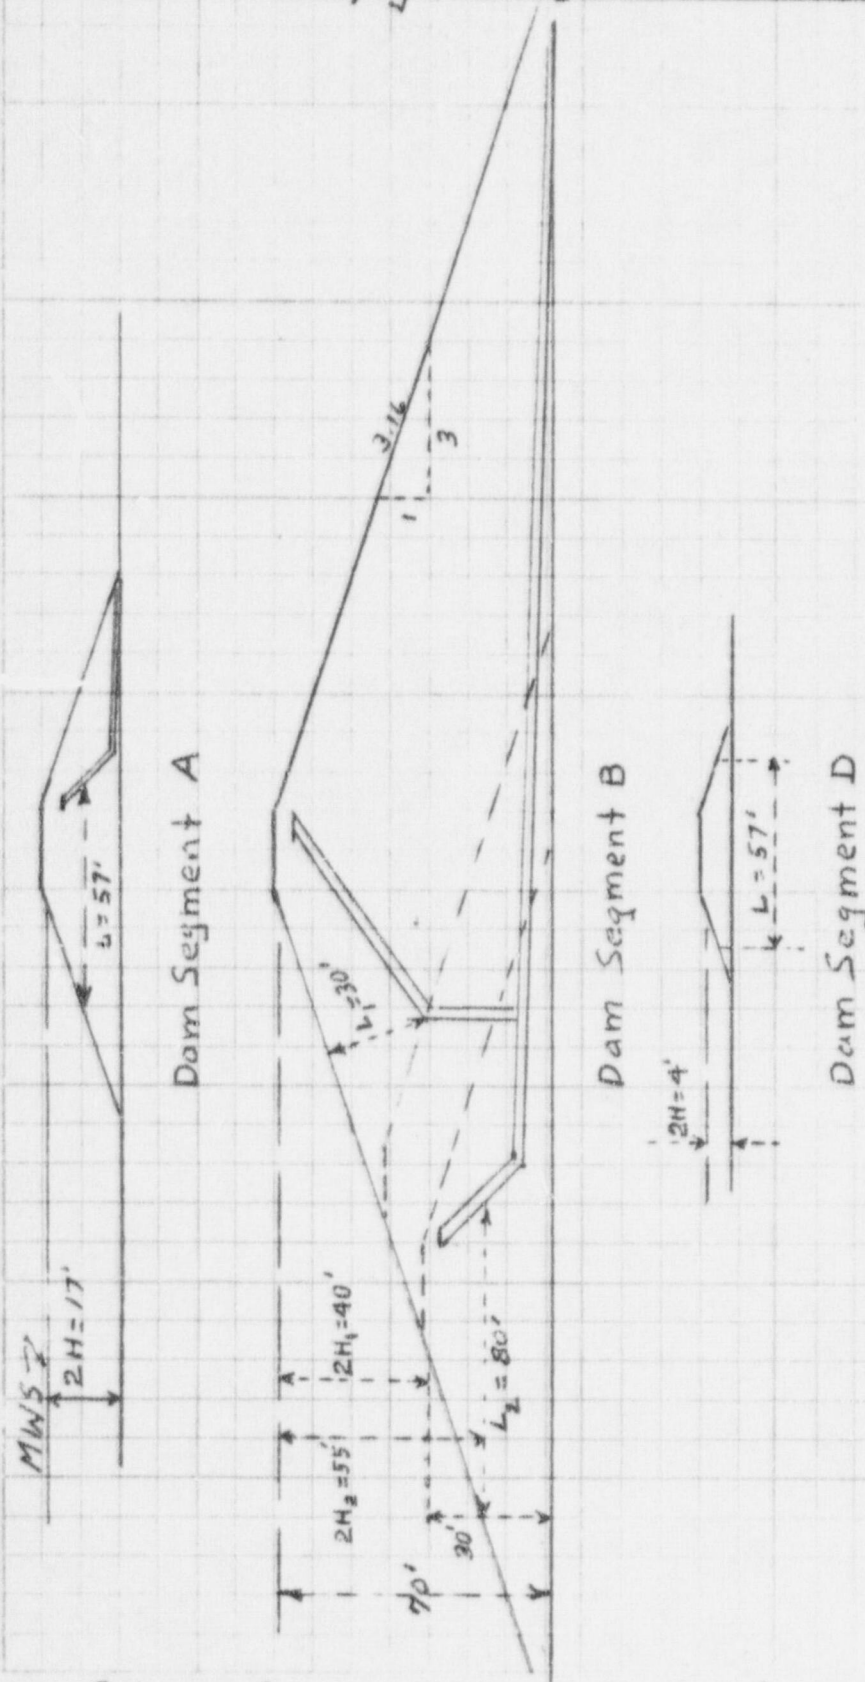 MWS
2H=17'
L=57'
Dam Segment A
70'
30'
2H₂=55'
2H₁=40'
L₂=80'
L₁=30'
3.16
1
3
Dam Segment B
2H=4'
L=57'
Dam Segment D